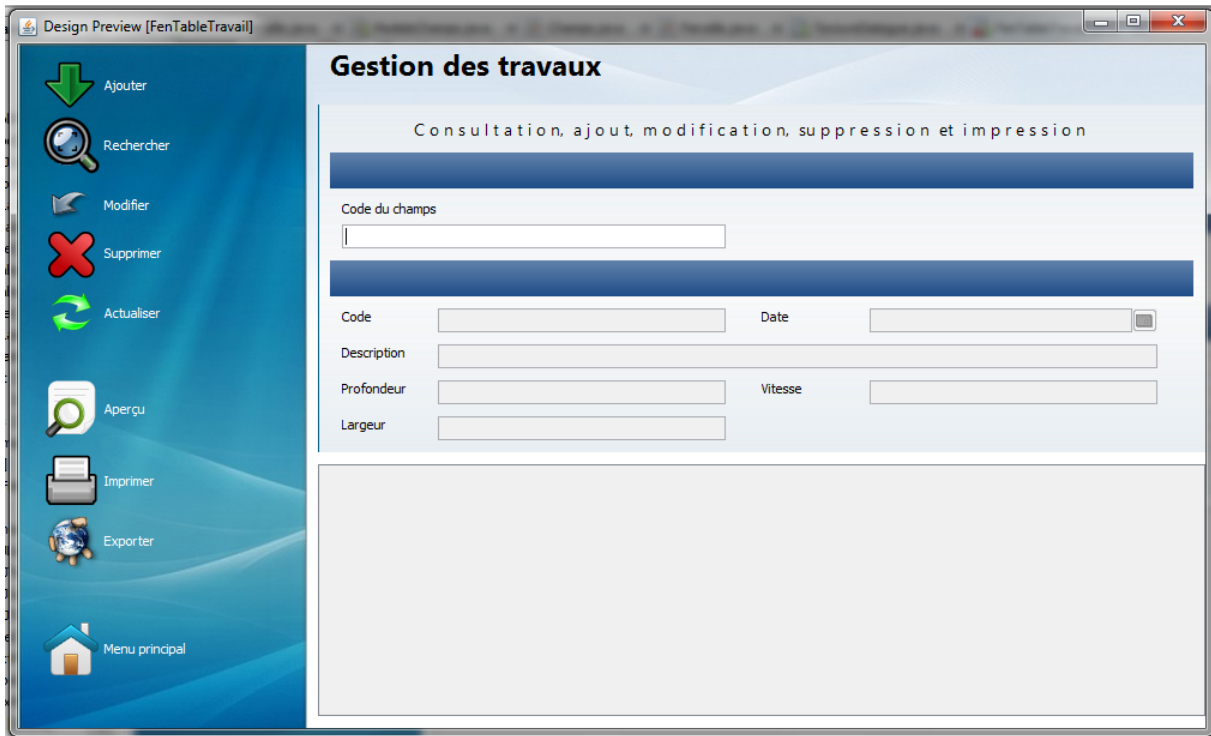 Design Preview [FenTableTravail]
Ajouter
Rechercher
Modifier
Supprimer
Actualiser
Aperçu
Imprimer
Exporter
Menu principal
Gestion des travaux
Consultation, ajout, modification, suppression et impression
Code du champs
Code
Date
Description
Profondeur
Vitesse
Largeur